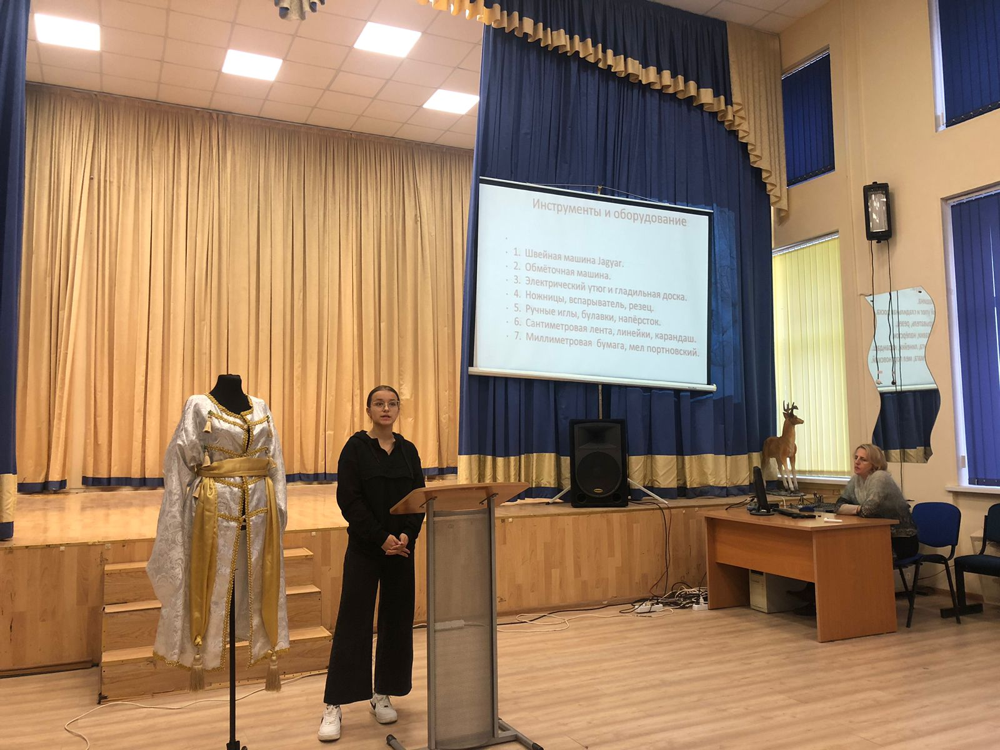 Инструменты и оборудование
1. Швейная машина Jagyar.
2. Обмёточная машина.
3. Электрический утюг и гладильная доска.
4. Ножницы, вспарыватель, резец.
5. Ручные иглы, булавки, напёрсток.
6. Сантиметровая лента, линейки, карандаш.
7. Миллиметровая бумага, мел портновский.